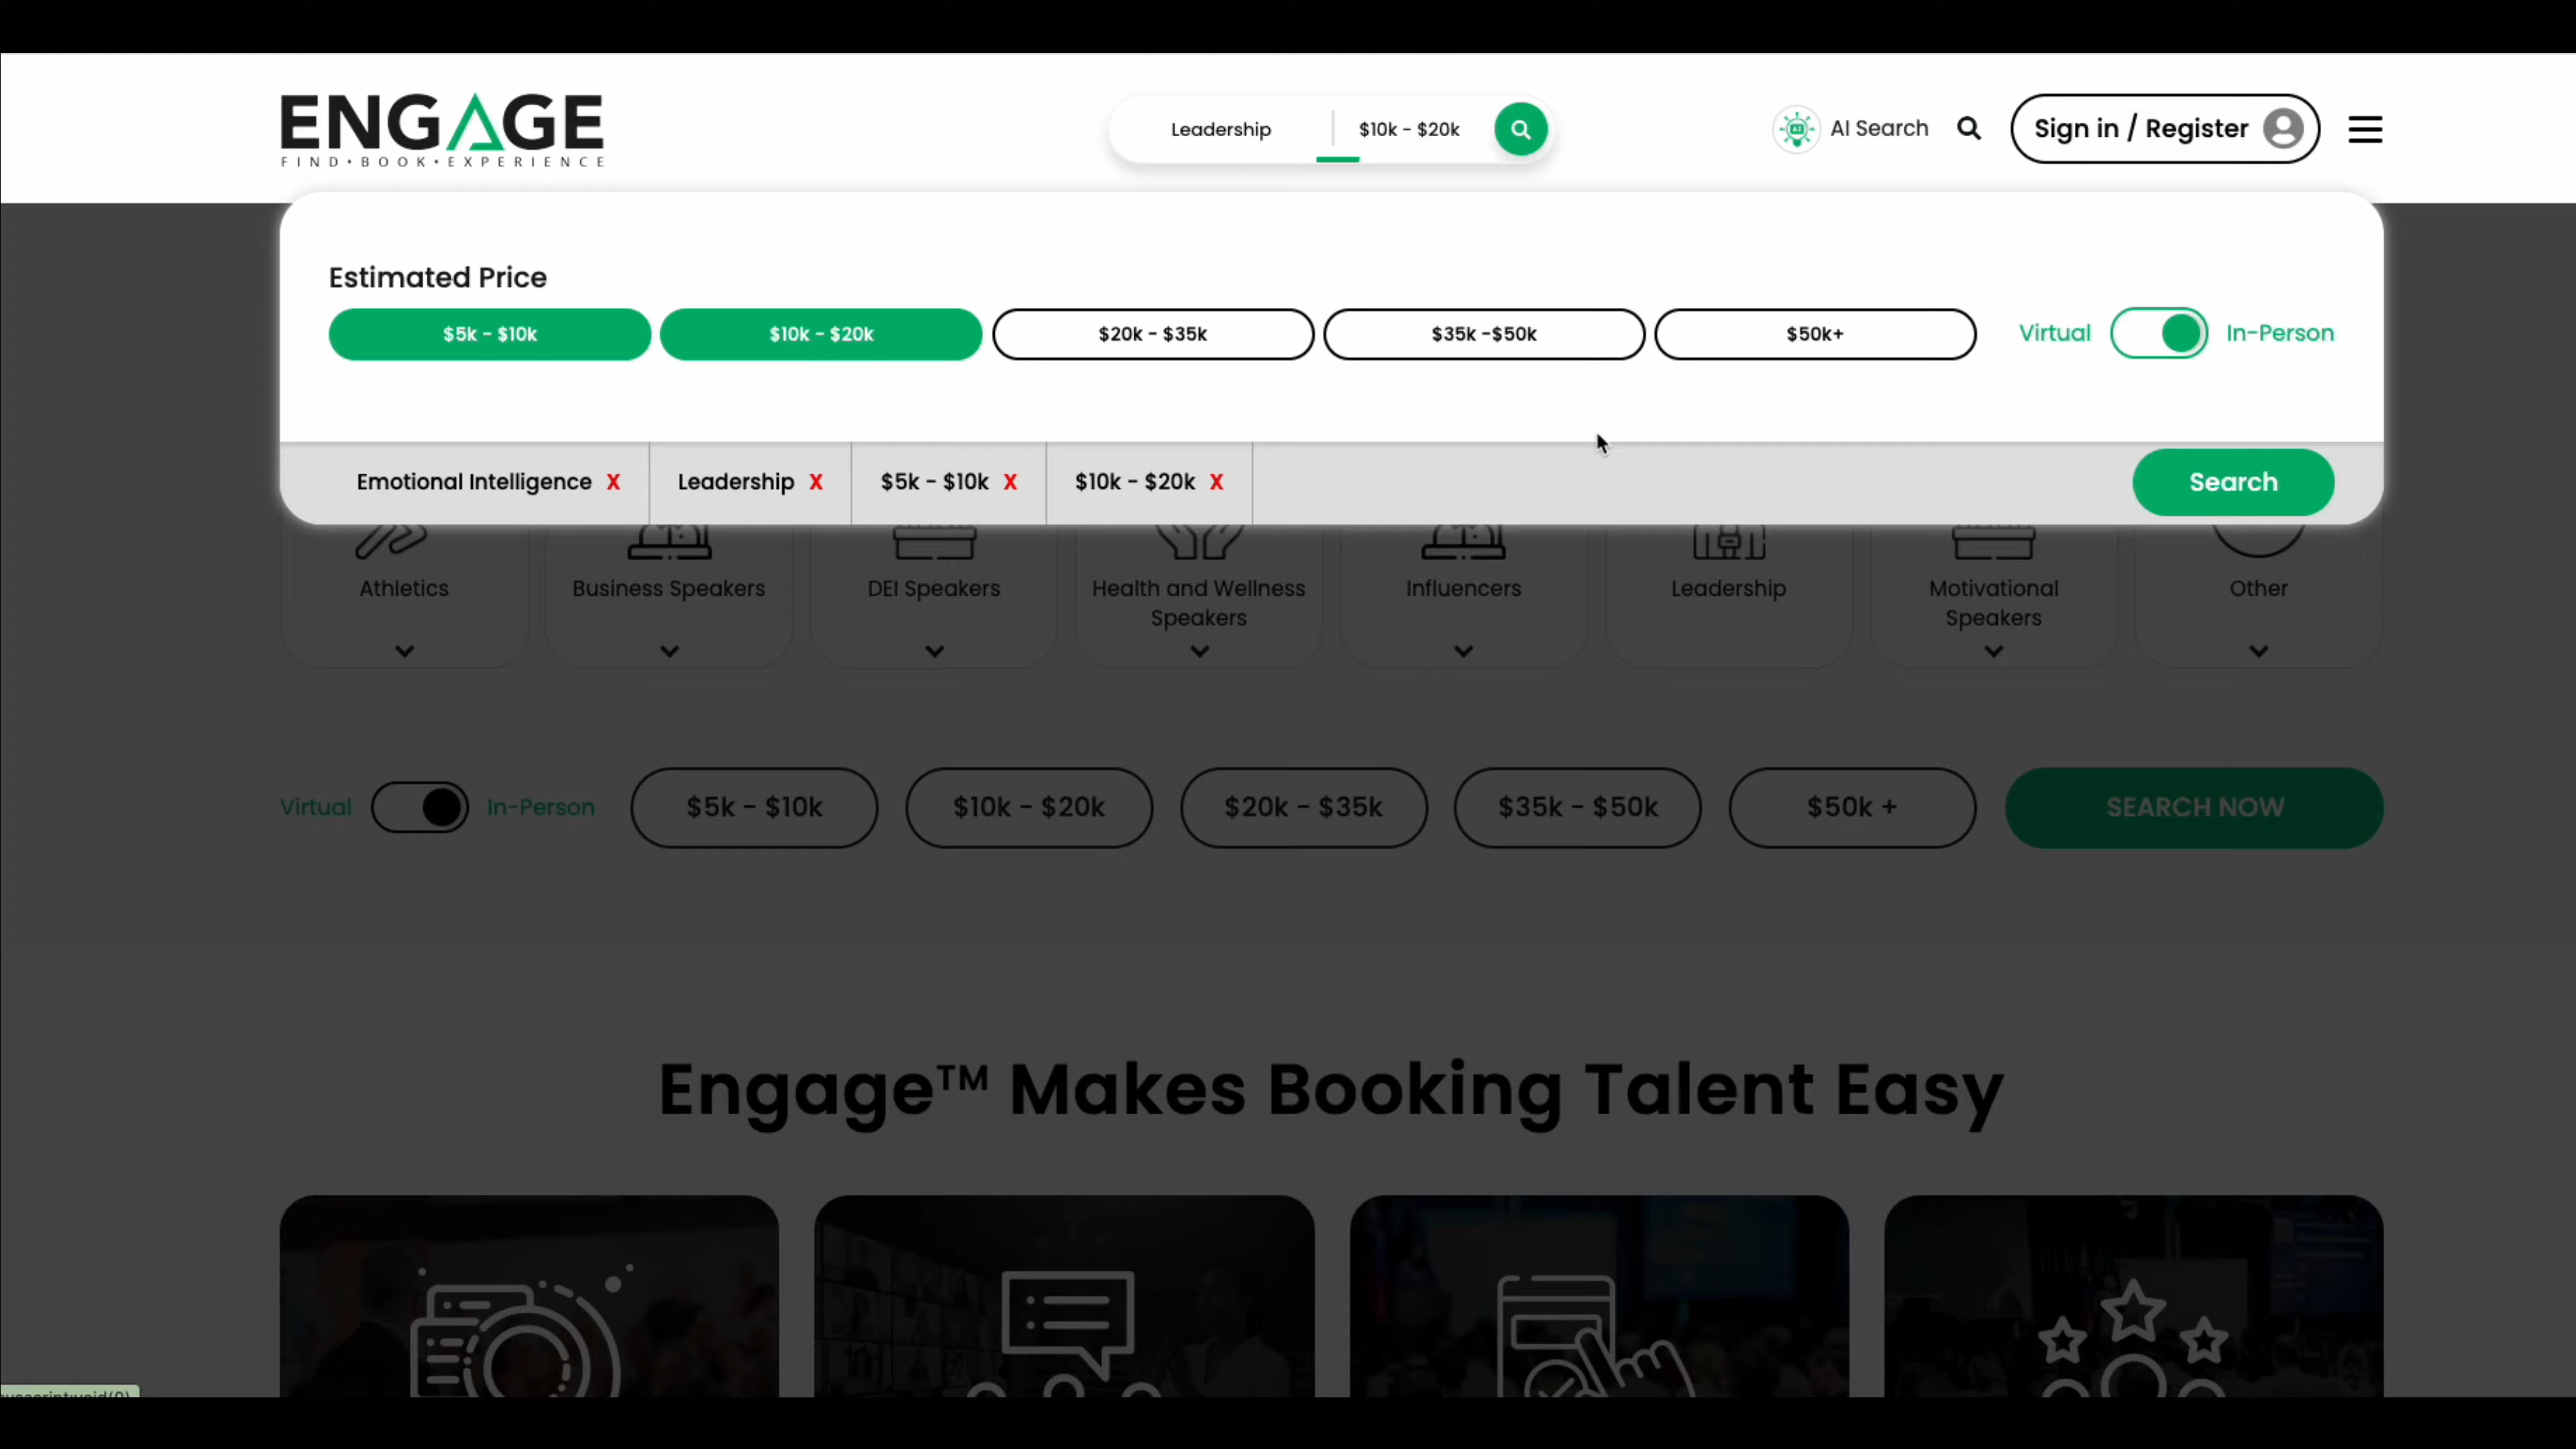 ENGAGE
FIND•BOOK•EXPERIENCE
Leadership
$10k - $20k
AI Search
Sign in / Register
Estimated Price
$5k - $10k
$10k - $20k
$20k - $35k
$35k -$50k
$50k+
Virtual
In-Person
Emotional Intelligence X
Leadership X
$5k - $10k X
$10k - $20k X
Search
Athletics
Business Speakers
DEI Speakers
Health and Wellness
Speakers
Influencers
Leadership
Motivational
Speakers
Other
Virtual
In-Person
$5k - $10k
$10k - $20k
$20k - $35k
$35k - $50k
$50k +
SEARCH NOW
Engage™ Makes Booking Talent Easy